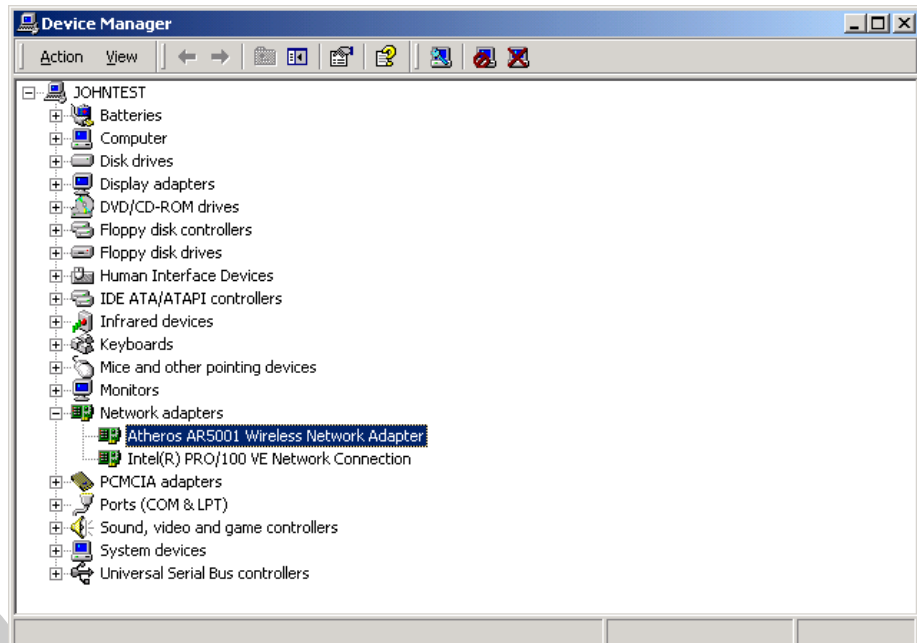 Device Manager
Action View
JOHNTEST
Batteries
Computer
Disk drives
Display adapters
DVD/CD-ROM drives
Floppy disk controllers
Floppy disk drives
Human Interface Devices
IDE ATA/ATAPI controllers
Infrared devices
Keyboards
Mice and other pointing devices
Monitors
Network adapters
Atheros AR5001 Wireless Network Adapter
Intel(R) PRO/100 VE Network Connection
PCMCIA adapters
Ports (COM & LPT)
Sound, video and game controllers
System devices
Universal Serial Bus controllers